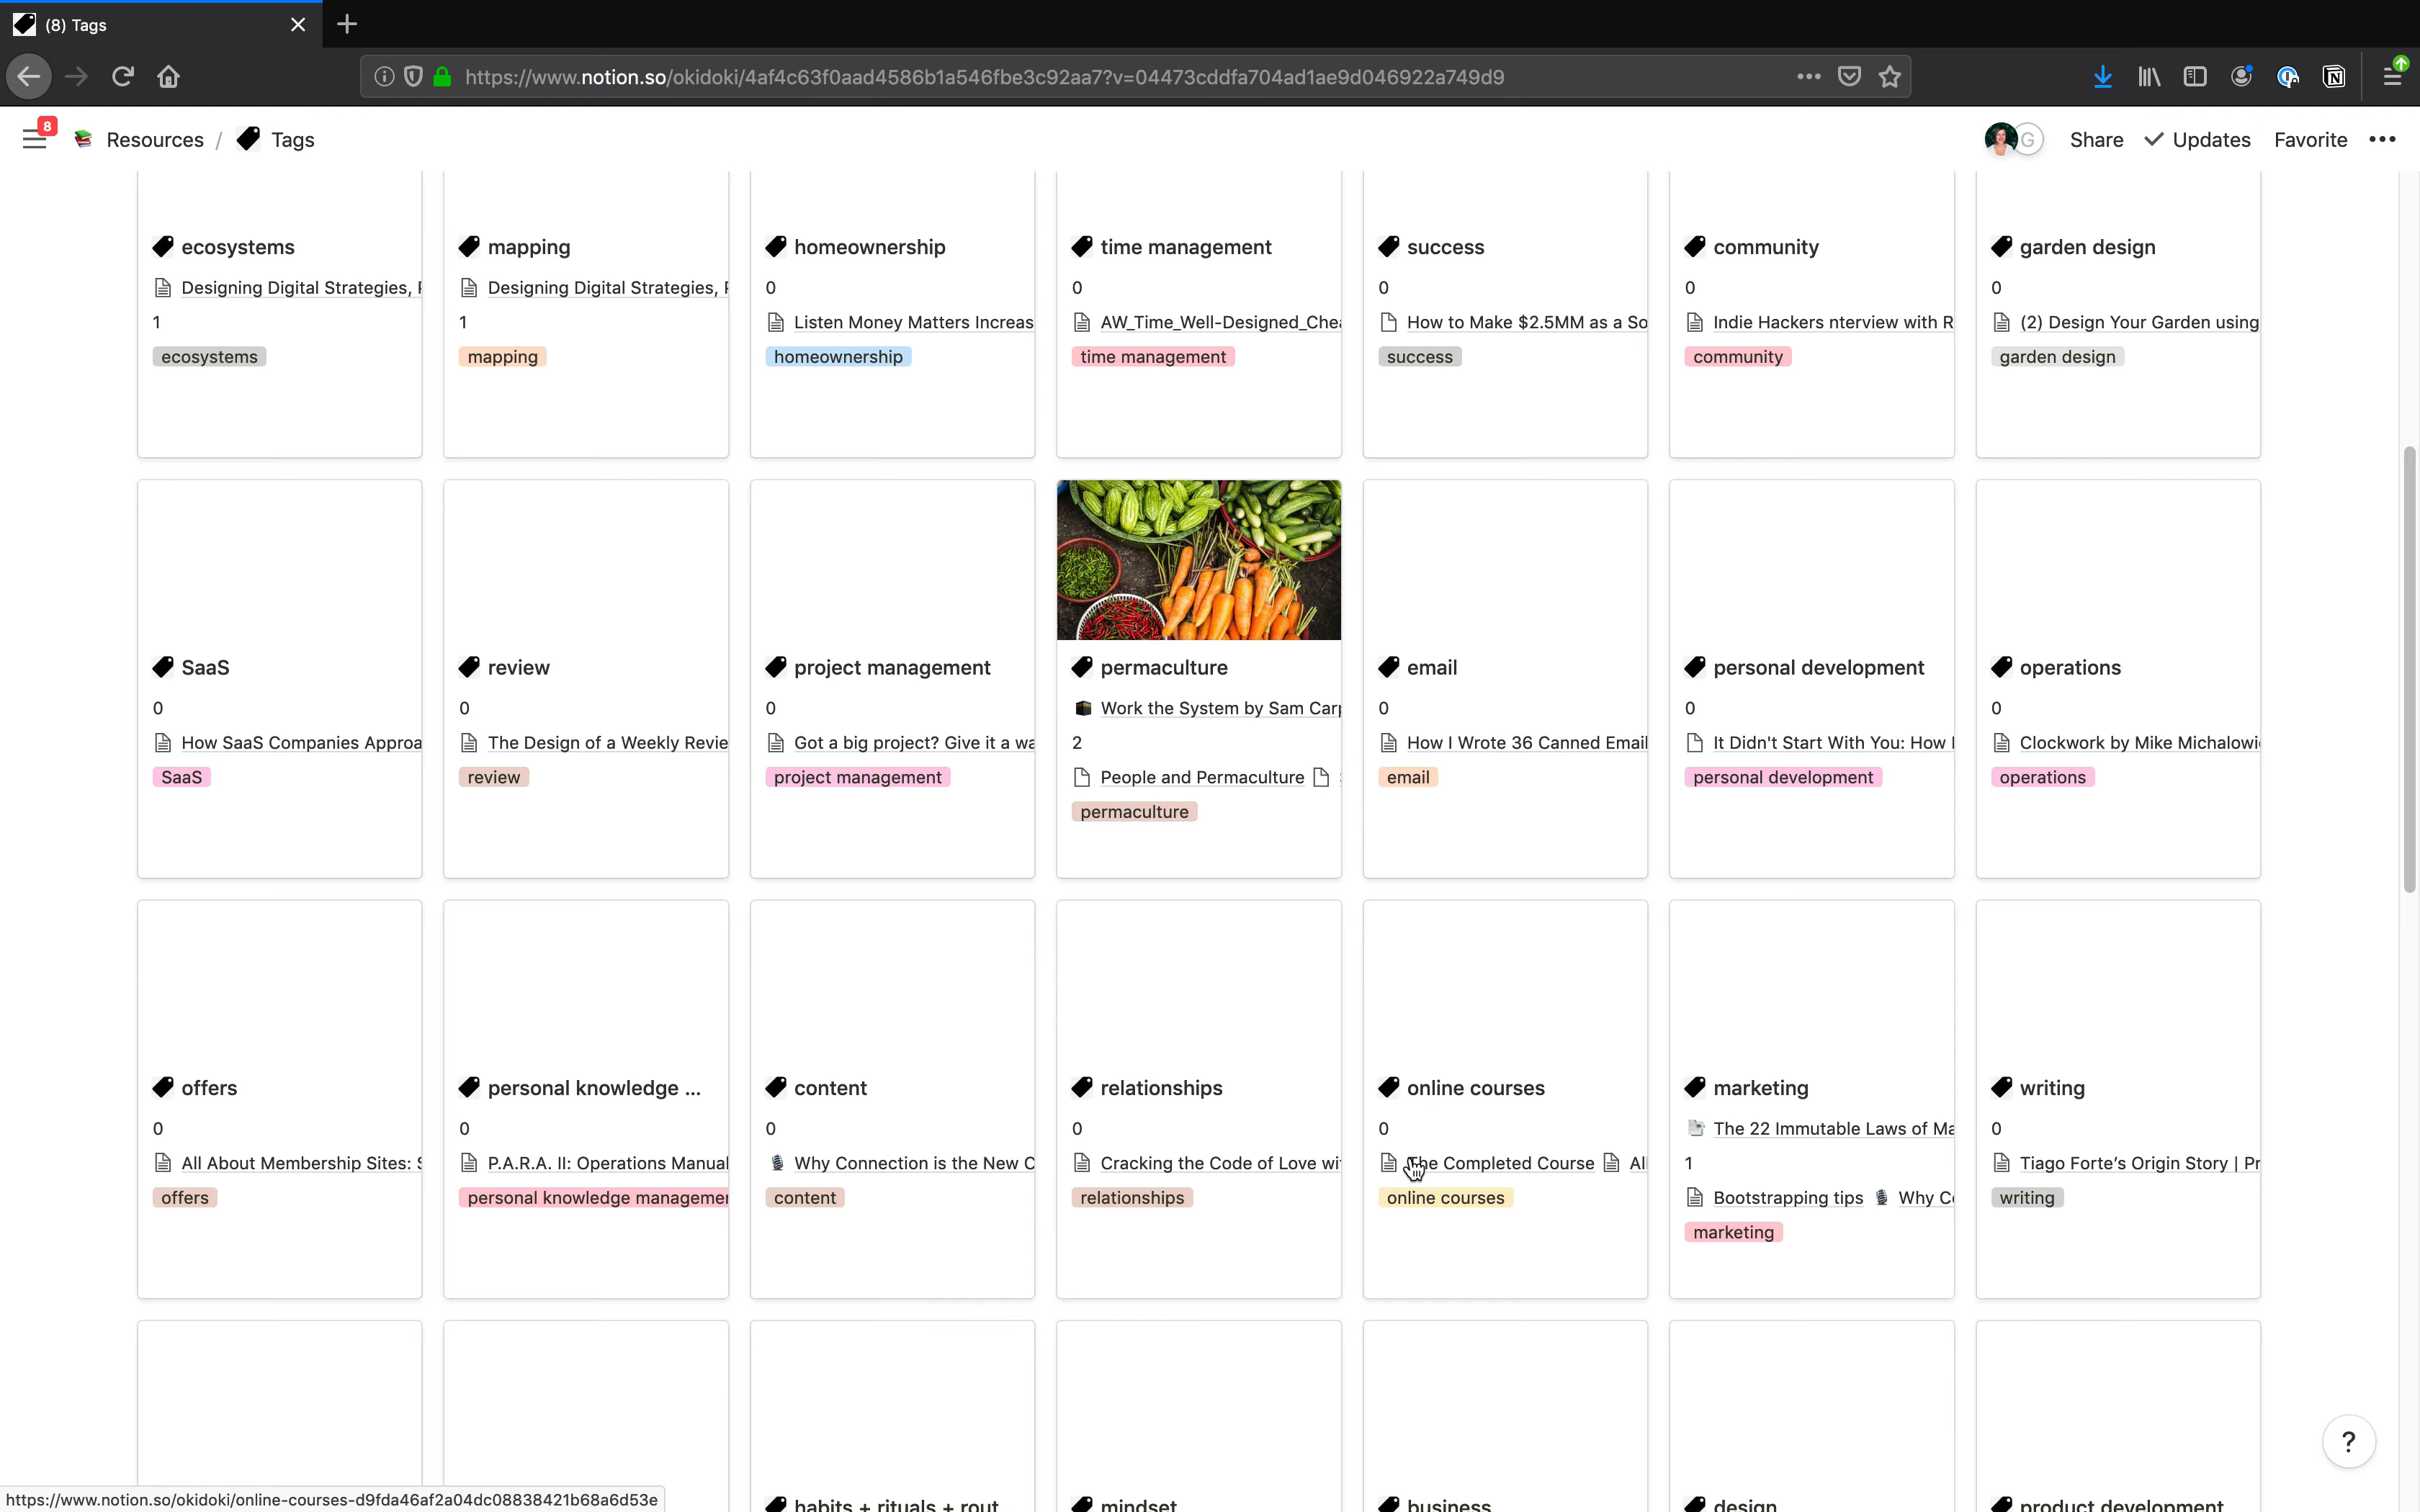 (8) Tags
https://www.notion.so/okidoki/4af4c63f0aad4586b1a546fbe3c92aa7?v=04473cddfa704ad1ae9d046922a749d9
8
Resources / Tags
G
Share
Updates
Favorite
ecosystems
Designing Digital Strategies,
1
ecosystems
mapping
Designing Digital Strategies,
1
mapping
homeownership
0
Listen Money Matters Increas
homeownership
time management
0
AW_Time_Well-Designed_Chea
time management
success
0
How to Make $2.5MM as a So
success
community
0
Indie Hackers nterview with R
community
garden design
0
(2) Design Your Garden using
garden design
SaaS
0
How SaaS Companies Approa
SaaS
review
0
The Design of a Weekly Revie
review
project management
0
Got a big project? Give it a wa
project management
permaculture
Work the System by Sam Carp
2
People and Permaculture
permaculture
email
0
How I Wrote 36 Canned Email
email
personal development
0
It Didn't Start With You: How
personal development
operations
0
Clockwork by Mike Michalowi
operations
offers
0
All About Membership Sites: S
offers
personal knowledge ...
0
P.A.R.A. II: Operations Manual
personal knowledge managemen
content
0
Why Connection is the New C
content
relationships
0
Cracking the Code of Love wi
relationships
online courses
0
The Completed Course Al
online courses
marketing
The 22 Immutable Laws of Ma
1
Bootstrapping tips Why Co
marketing
writing
0
Tiago Forte's Origin Story | Pr
writing
habits + rituals + rout
mindset
business
design
product development
?
https://www.notion.so/okidoki/online-courses-d9fda46af2a04dc08838421b68a6d53e